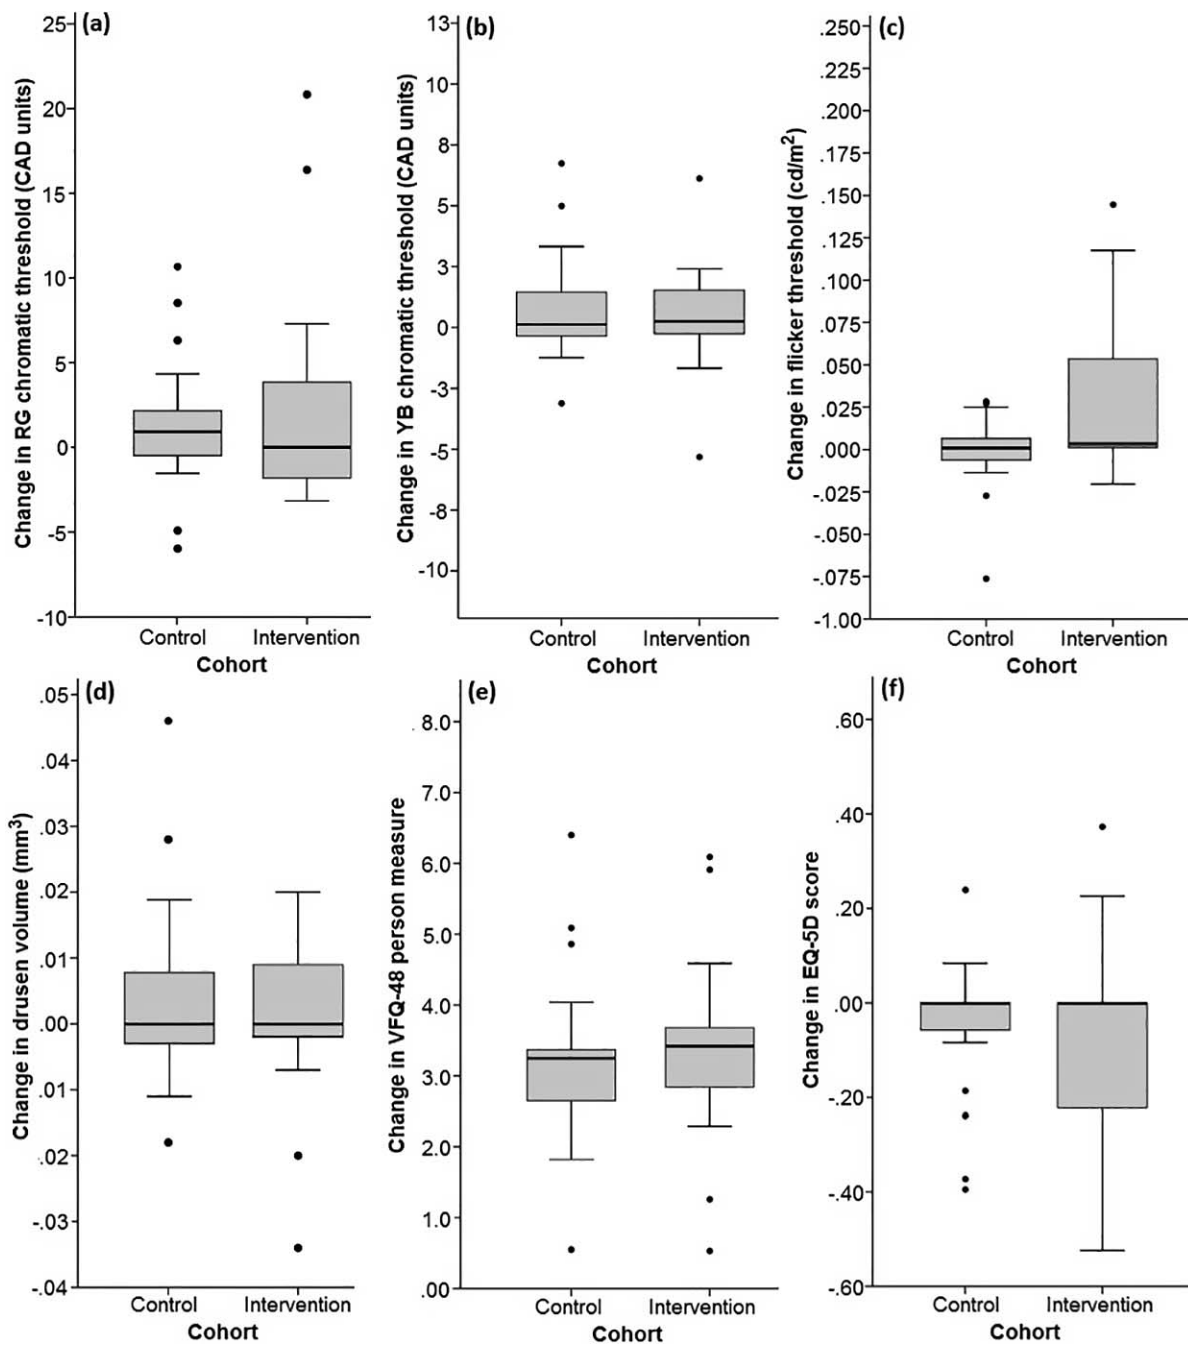 (a)
Change in RG chromatic threshold (CAD units)
25
20
15
10
5
0
-5
-10
Control
Intervention
Cohort
(b)
Change in YB chromatic threshold (CAD units)
13
10
8
5
3
0
-3
-5
-8
-10
Control
Intervention
Cohort
(c)
Change in flicker threshold (cd/m²)
.250
.225
.200
.175
.150
.125
.100
.075
.050
.025
.000
-.025
-.050
-.075
-1.00
Control
Intervention
Cohort
(d)
Change in drusen volume (mm³)
.05
.04
.03
.02
.01
.00
.01
.02
-.03
-.04
Control
Intervention
Cohort
(e)
Change in VFQ-48 person measure
8.0
7.0
6.0
5.0
4.0
3.0
2.0
1.0
.00
Control
Intervention
Cohort
(f)
Change in EQ-5D score
.60
.40
.20
.00
-.20
-.40
-.60
Control
Intervention
Cohort